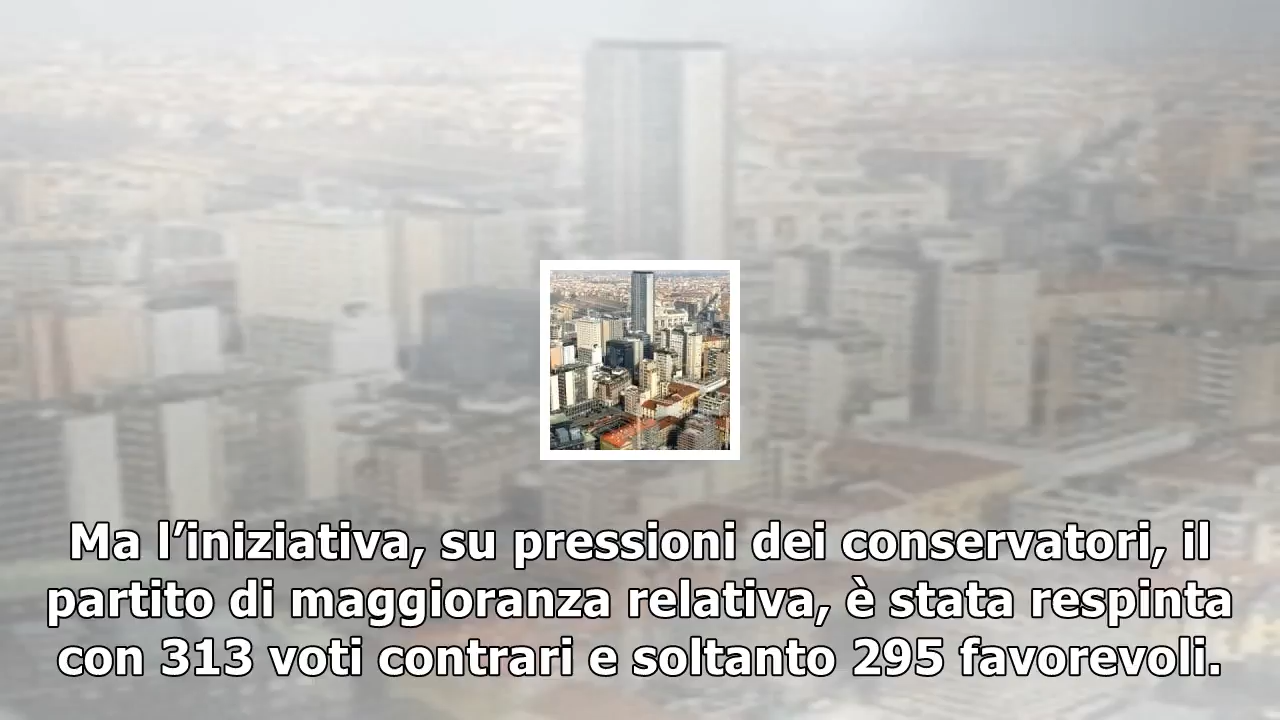 Ma l’iniziativa, su pressioni dei conservatori, il
partito di maggioranza relativa, è stata respinta
con 313 voti contrari e soltanto 295 favorevoli.